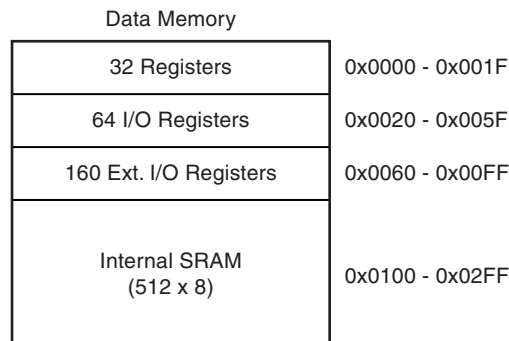 Data Memory
32 Registers 0x0000 - 0x001F
64 I/O Registers 0x0020 - 0x005F
160 Ext. I/O Registers 0x0060 - 0x00FF
Internal SRAM
(512 x 8) 0x0100 - 0x02FF